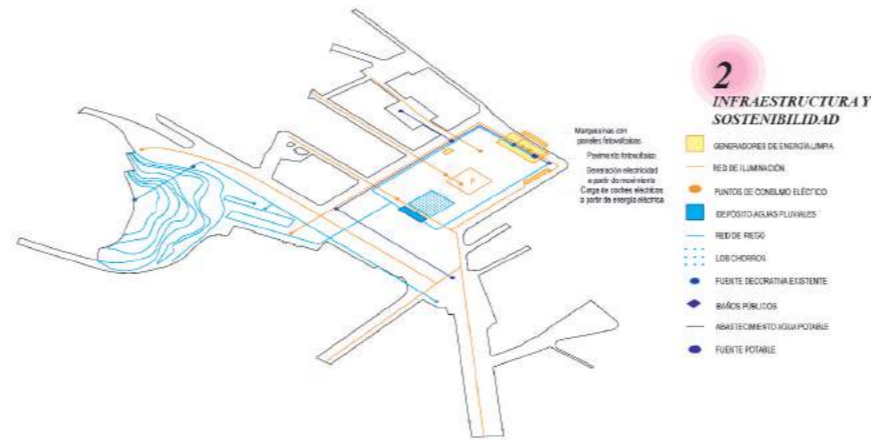 2
INFRAESTRUCTURA Y
SOSTENIBILIDAD
Marquesinas con
paneles fotovoltaicos
Pavimento fotovoltaico
Generación electricidad
a partir de movimiento
Carga de coches eléctricos
a partir de energía eléctrica
GENERADORES DE ENERGÍA LIMPIA
RED DE ILUMINACIÓN
PUNTOS DE CONSUMO ELÉCTICO
DEPÓSITO AGUAS PLUVIALES
RED DE RIEGO
LOS CHORROS
FUENTE DECORATIVA EXISTENTE
BAÑOS PÚBLICOS
ABASTECIMIENTO AGUA POTABLE
FUENTE POTABLE